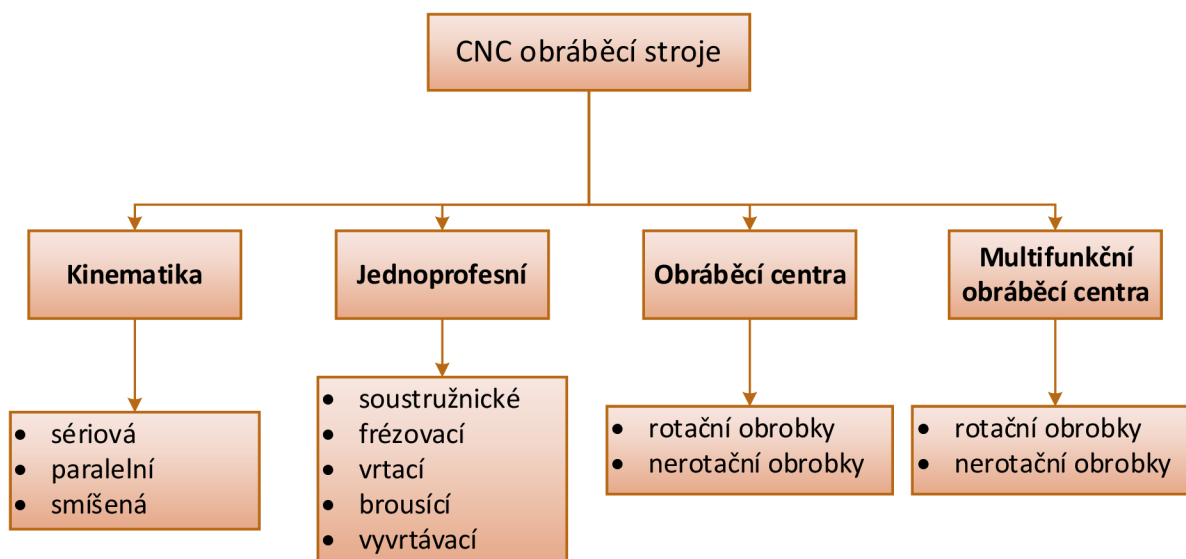 CNC obráběcí stroje
Kinematika
Jednoprofesní
Obráběcí centra
Multifunkční
obráběcí centra
• sériová
• paralelní
• smíšená
• soustružnické
• frézovací
• vrtací
• brousící
• vyvrtávací
• rotační obrobky
• nerotační obrobky
• rotační obrobky
• nerotační obrobky